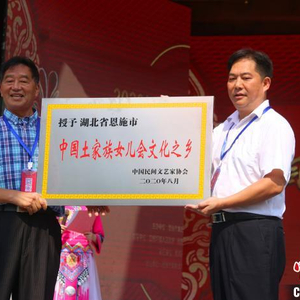 授予 湖北省恩施市
中国土家族女儿会文化之乡
中国民间文艺家协会
二〇二〇年八月